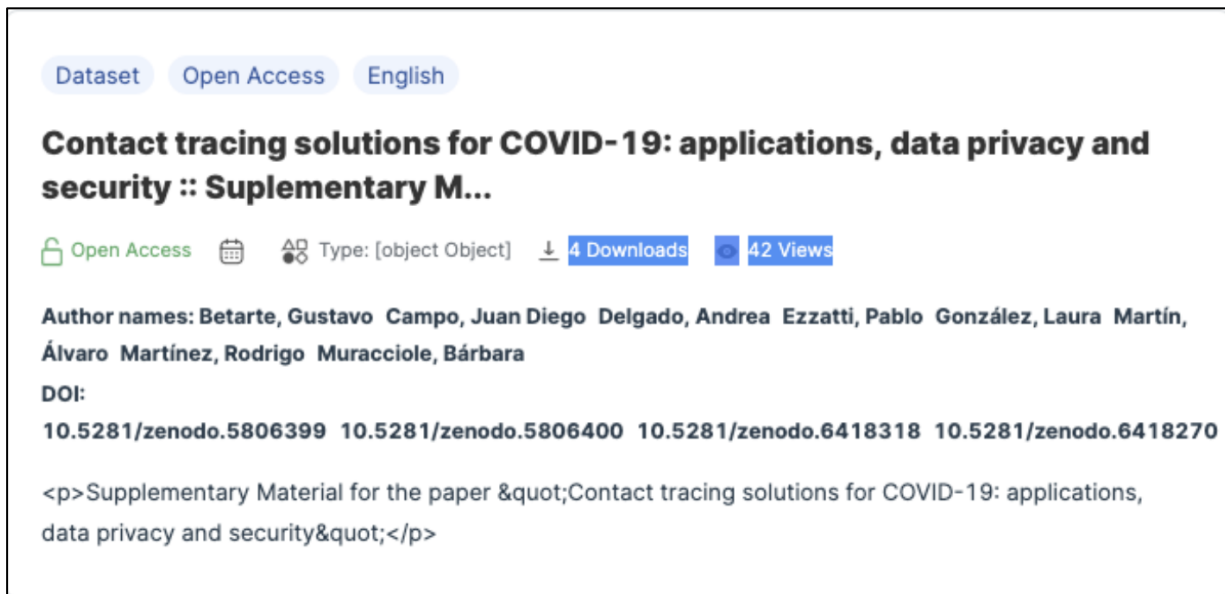 Dataset Open Access English
Contact tracing solutions for COVID-19: applications, data privacy and
security :: Suplementary M...
Open Access Type: [object Object] 4 Downloads 42 Views
Author names: Betarte, Gustavo Campo, Juan Diego Delgado, Andrea Ezzatti, Pablo González, Laura Martín,
Álvaro Martínez, Rodrigo Muracciole, Bárbara
DOI:
10.5281/zenodo.5806399 10.5281/zenodo.5806400 10.5281/zenodo.6418318 10.5281/zenodo.6418270
<p>Supplementary Material for the paper &quot;Contact tracing solutions for COVID-19: applications,
data privacy and security&quot;</p>